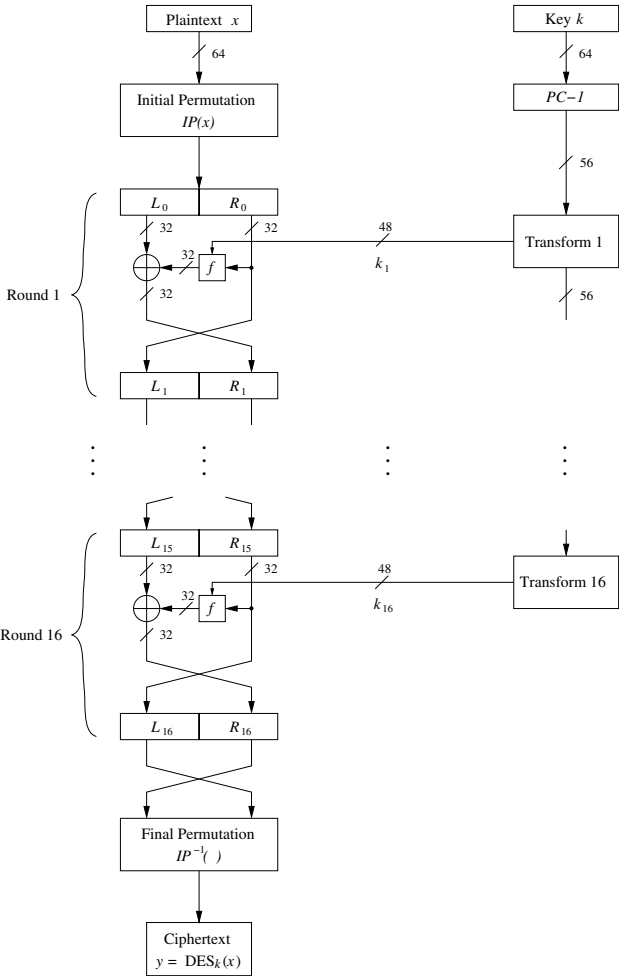 Plaintext x
Key k
64
64
Initial Permutation
IP(x)
PC−1
56
L0 R0
32 32
48
Transform 1
32
f
k1
32
56
Round 1
L1 R1
L15 R15
32 32
48
Transform 16
32
f
k16
32
Round 16
L16 R16
Final Permutation
IP−1( )
Ciphertext
y = DESk(x)